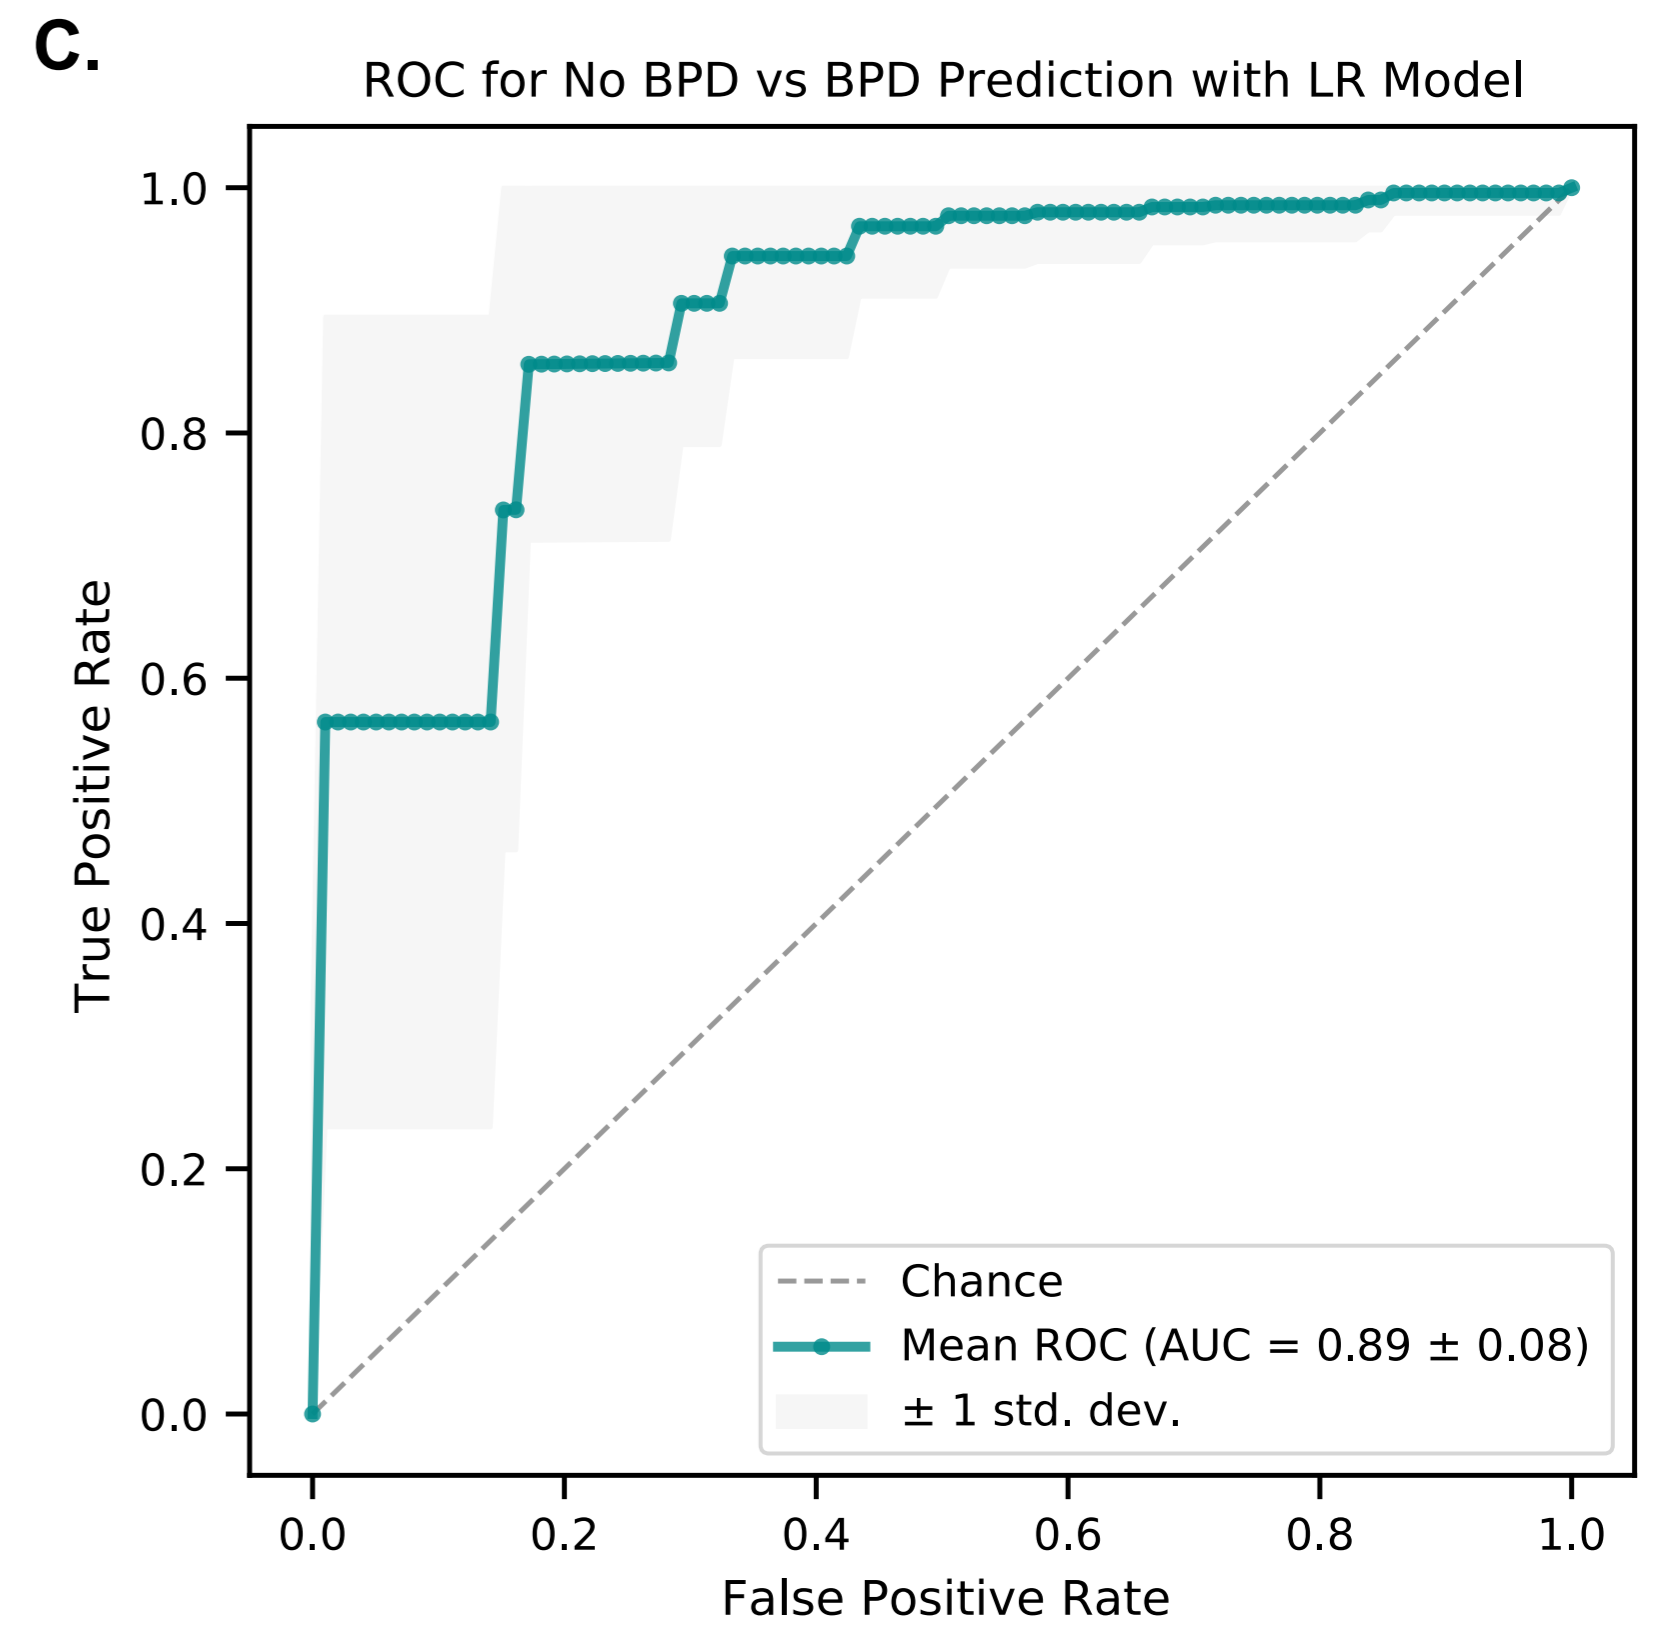 C.
ROC for No BPD vs BPD Prediction with LR Model
True Positive Rate
1.0
0.8
0.6
0.4
0.2
0.0
Chance
Mean ROC (AUC = 0.89 ± 0.08)
± 1 std. dev.
0.0 0.2 0.4 0.6 0.8 1.0
False Positive Rate